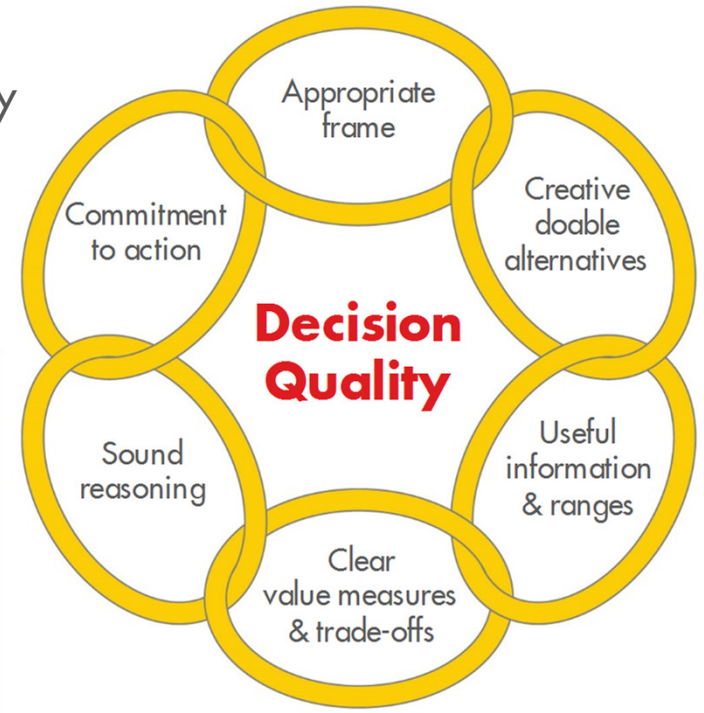 y
Appropriate
frame
Creative
doable
alternatives
Useful
information
& ranges
Clear
value measures
& trade-offs
Sound
reasoning
Commitment
to action
Decision
Quality